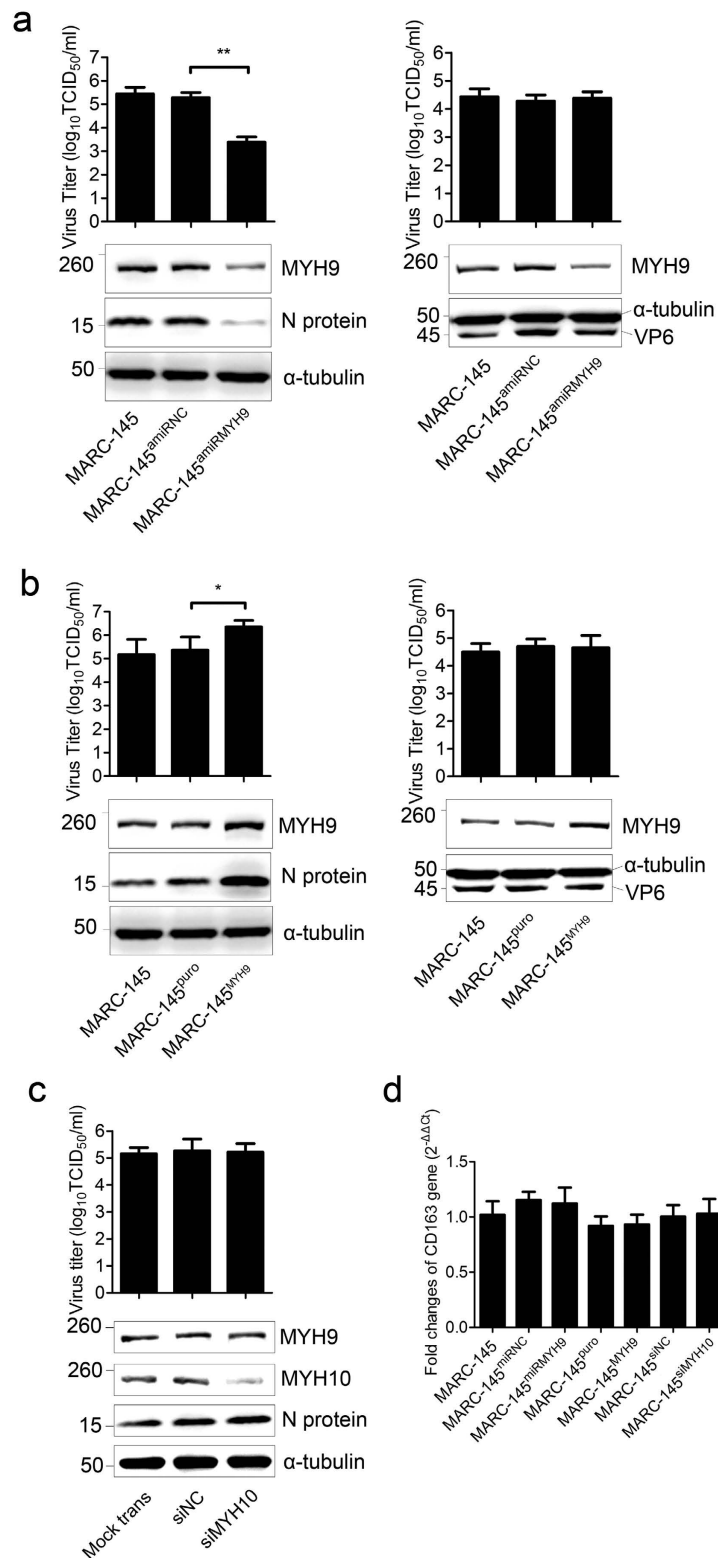 a
Virus Titer (log10TCID50/ml)
7
6
5
4
3
2
1
0
**
260
MYH9
15
N protein
50
α-tubulin
MARC-145
MARC-145amiRNC
MARC-145amiRMYH9
Virus Titer (log10TCID50/ml)
7
6
5
4
3
2
1
0
260
MYH9
50
α-tubulin
45
VP6
MARC-145
MARC-145amiRNC
MARC-145amiRMYH9
b
Virus Titer (log10TCID50/ml)
7
6
5
4
3
2
1
0
*
260
MYH9
15
N protein
50
α-tubulin
MARC-145
MARC-145puro
MARC-145MYH9
Virus Titer (log10TCID50/ml)
7
6
5
4
3
2
1
0
260
MYH9
50
α-tubulin
45
VP6
MARC-145
MARC-145puro
MARC-145MYH9
c
Virus titer (log10TCID50/ml)
7
6
5
4
3
2
1
0
260
MYH9
260
MYH10
15
N protein
50
α-tubulin
Mock trans
siNC
siMYH10
d
Fold changes of CD163 gene (2-ΔΔCt)
1.5
1.0
0.5
0.0
MARC-145
MARC-145miRNC
MARC-145miRMYH9
MARC-145puro
MARC-145MYH9
MARC-145siNC
MARC-145siMYH10